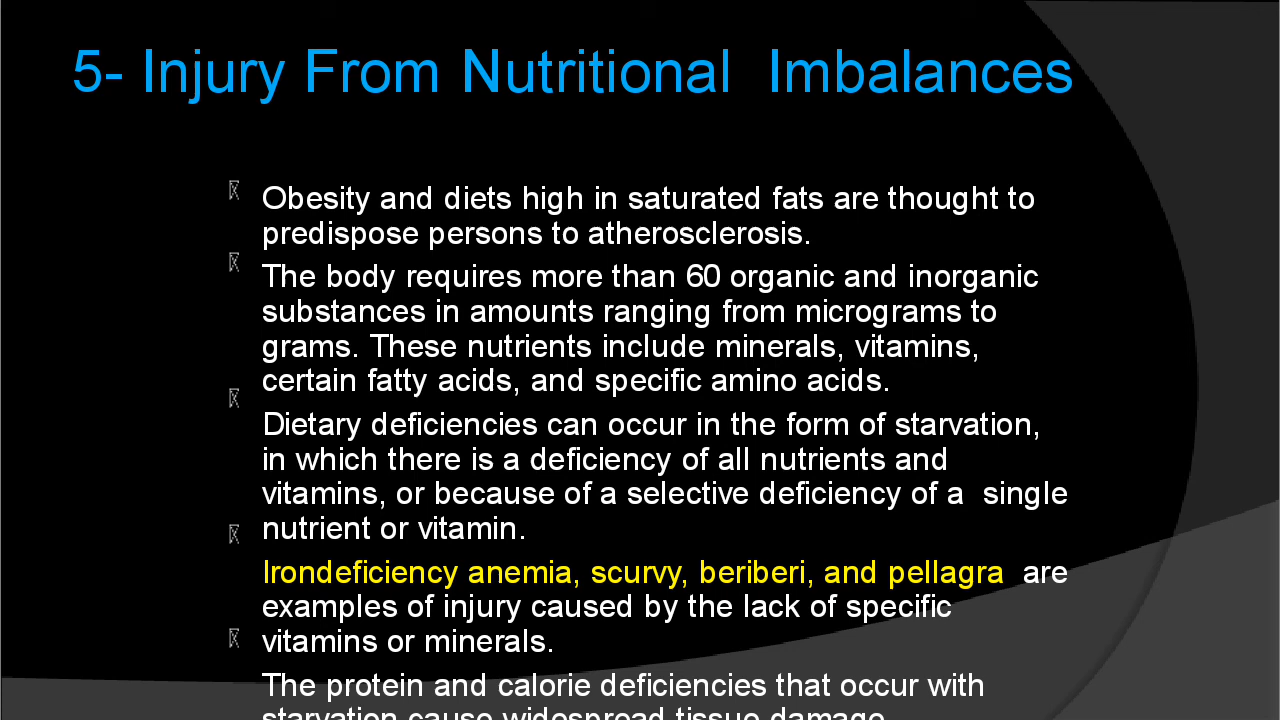 5- Injury From Nutritional  Imbalances
Obesity and diets high in saturated fats are thought to
predispose persons to atherosclerosis.
The body requires more than 60 organic and inorganic
substances in amounts ranging from micrograms to
grams. These nutrients include minerals, vitamins,
certain fatty acids, and specific amino acids.
Dietary deficiencies can occur in the form of starvation,
in which there is a deficiency of all nutrients and
vitamins, or because of a selective deficiency of a  single
nutrient or vitamin.
Irondeficiency anemia, scurvy, beriberi, and pellagra  are
examples of injury caused by the lack of specific
vitamins or minerals.
The protein and calorie deficiencies that occur with
starvation cause widespread tissue damage.